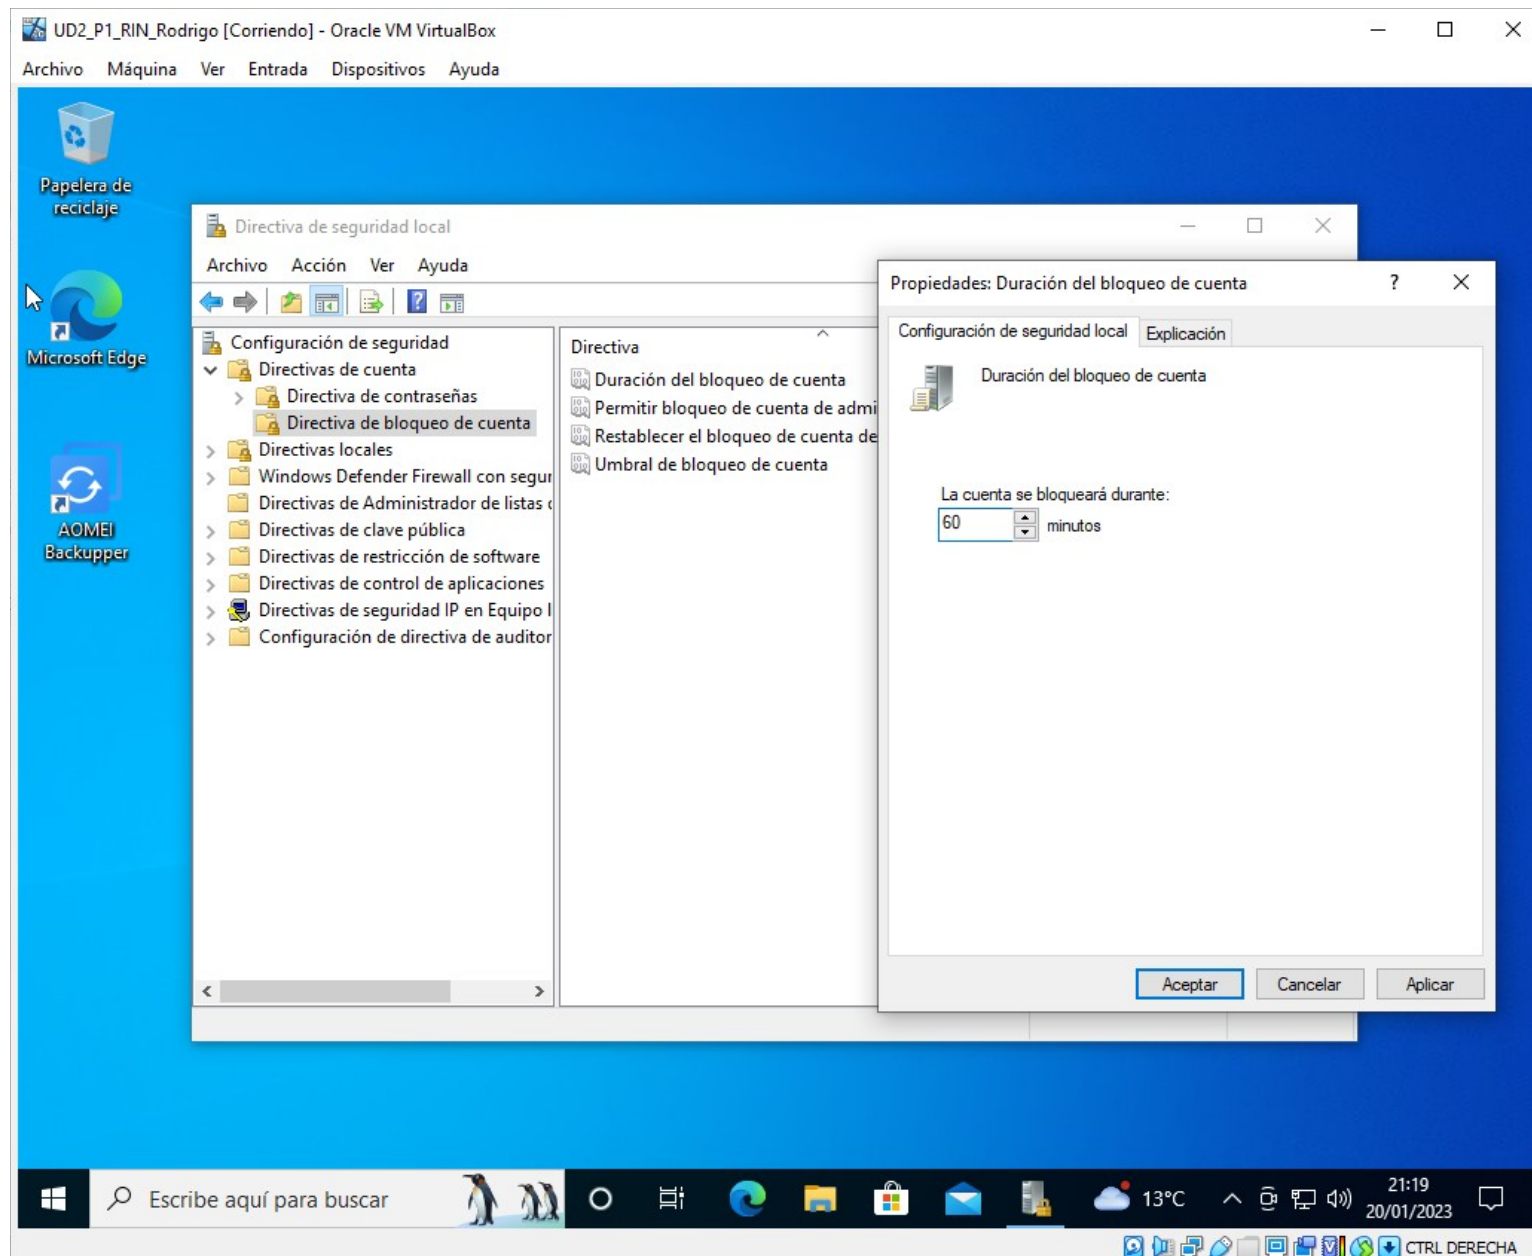 UD2_P1_RIN_Rodrigo [Corriendo] - Oracle VM VirtualBox
Archivo Máquina Ver Entrada Dispositivos Ayuda
Papelera de
reciclaje
Microsoft Edge
AOMEI
Backupper
Directiva de seguridad local
Archivo Acción Ver Ayuda
Configuración de seguridad
Directivas de cuenta
Directiva de contraseñas
Directiva de bloqueo de cuenta
Directivas locales
Windows Defender Firewall con segur
Directivas de Administrador de listas
Directivas de clave pública
Directivas de restricción de software
Directivas de control de aplicaciones
Directivas de seguridad IP en Equipo l
Configuración de directiva de auditor
Directiva
Duración del bloqueo de cuenta
Permitir bloqueo de cuenta de admi
Restablecer el bloqueo de cuenta de
Umbral de bloqueo de cuenta
Propiedades: Duración del bloqueo de cuenta ?
Configuración de seguridad local Explicación
Duración del bloqueo de cuenta
La cuenta se bloqueará durante:
60 minutos
Aceptar Cancelar Aplicar
Escribe aquí para buscar
13°C
21:19
20/01/2023
CTRL DERECHA